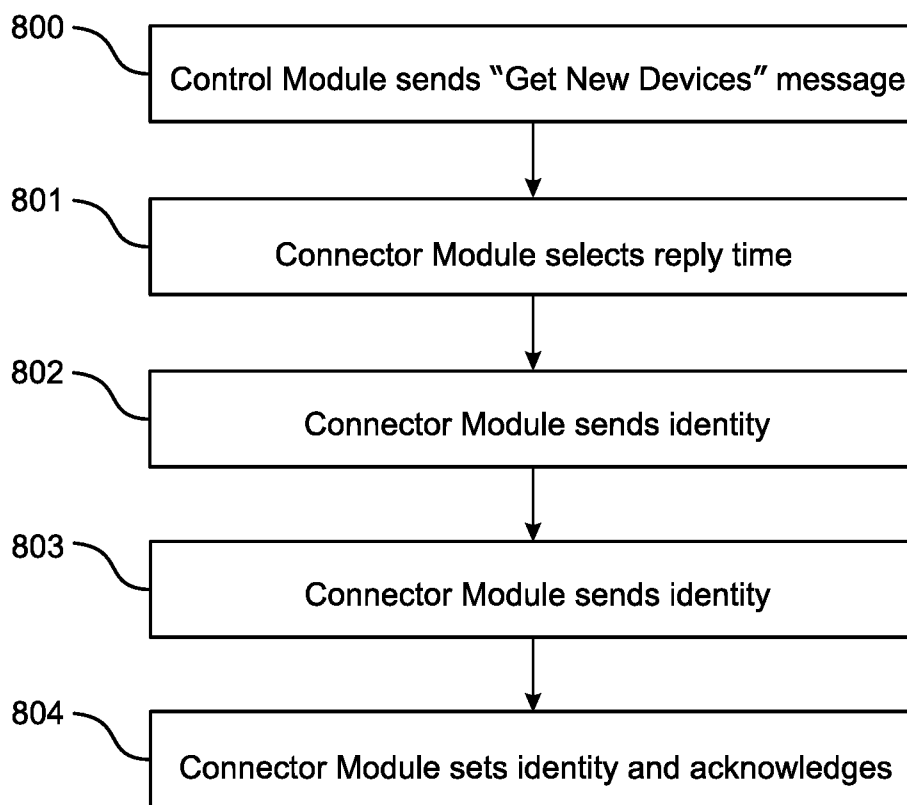 800
Control Module sends “Get New Devices” message
801
Connector Module selects reply time
802
Connector Module sends identity
803
Connector Module sends identity
804
Connector Module sets identity and acknowledges